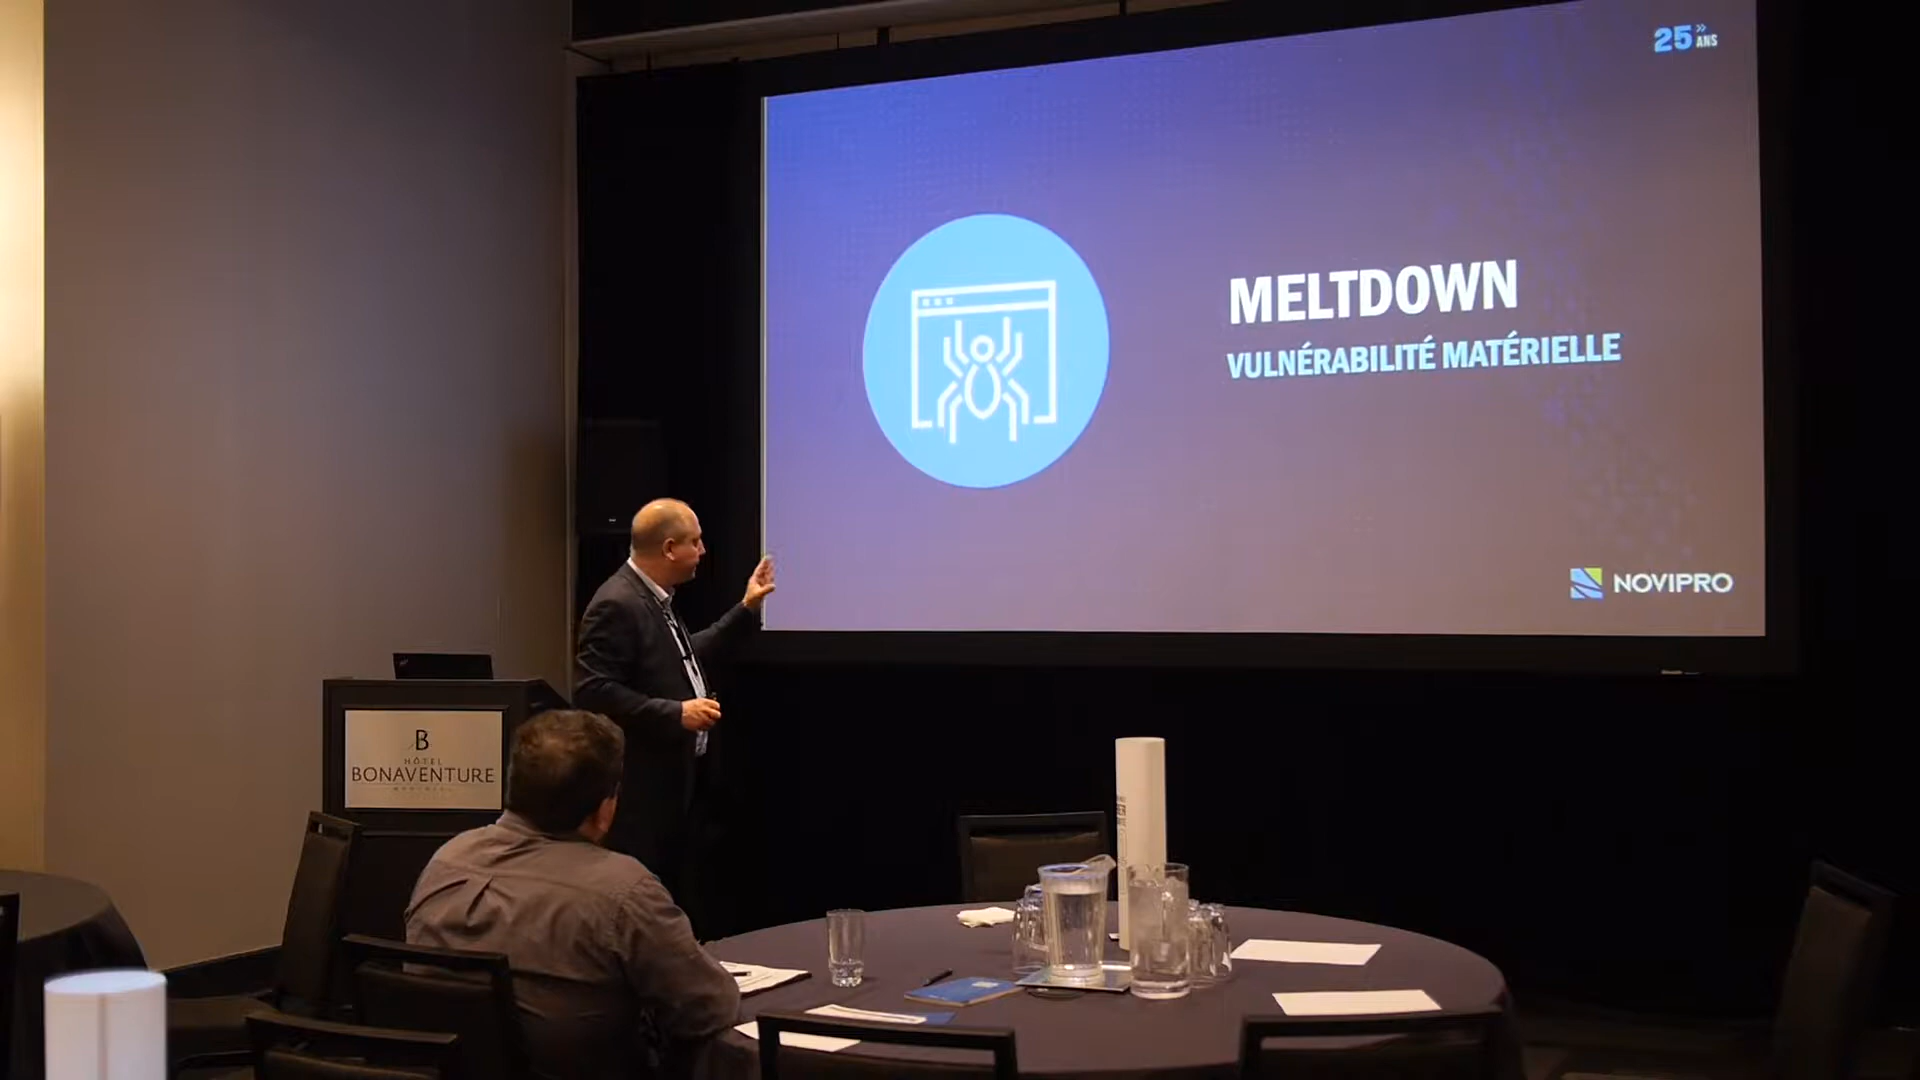 25 ANS
MELTDOWN
VULNÉRABILITÉ MATÉRIELLE
NOVIPRO
B
HÔTEL
BONAVENTURE